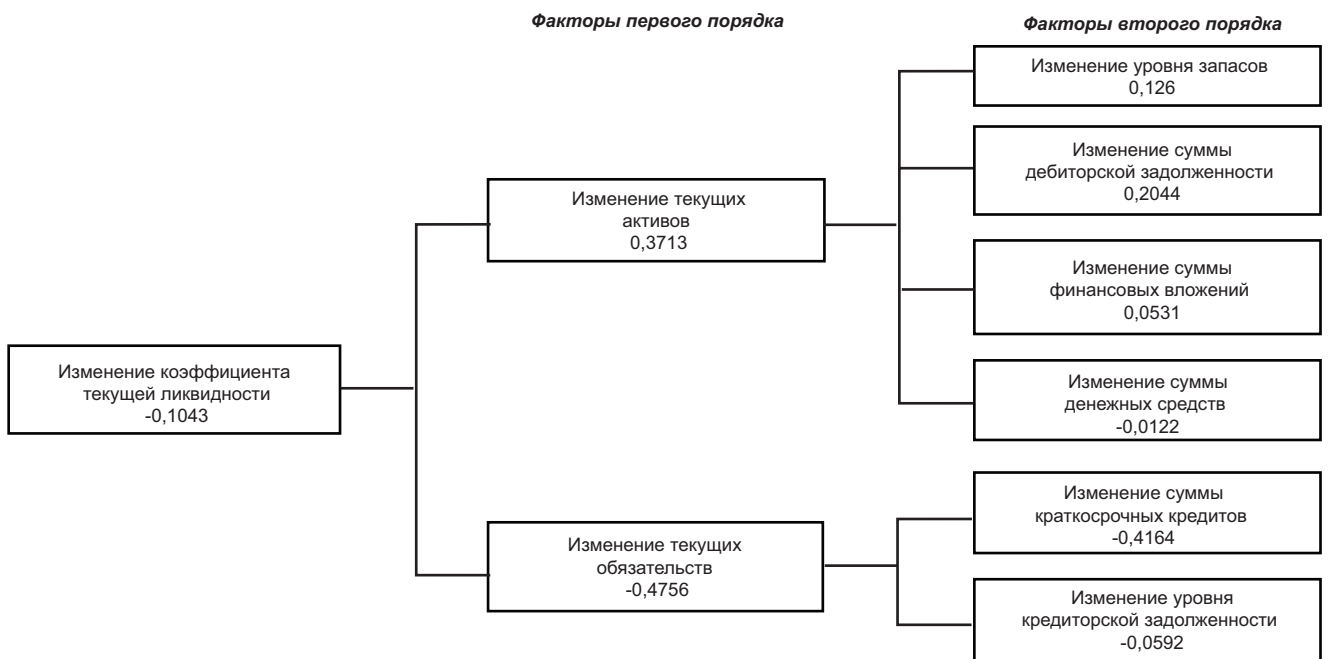 Факторы первого порядка
Факторы второго порядка
Изменение коэффициента
текущей ликвидности
-0,1043
Изменение текущих
активов
0,3713
Изменение текущих
обязательств
-0,4756
Изменение уровня запасов
0,126
Изменение суммы
дебиторской задолженности
0,2044
Изменение суммы
финансовых вложений
0,0531
Изменение суммы
денежных средств
-0,0122
Изменение суммы
краткосрочных кредитов
-0,4164
Изменение уровня
кредиторской задолженности
-0,0592